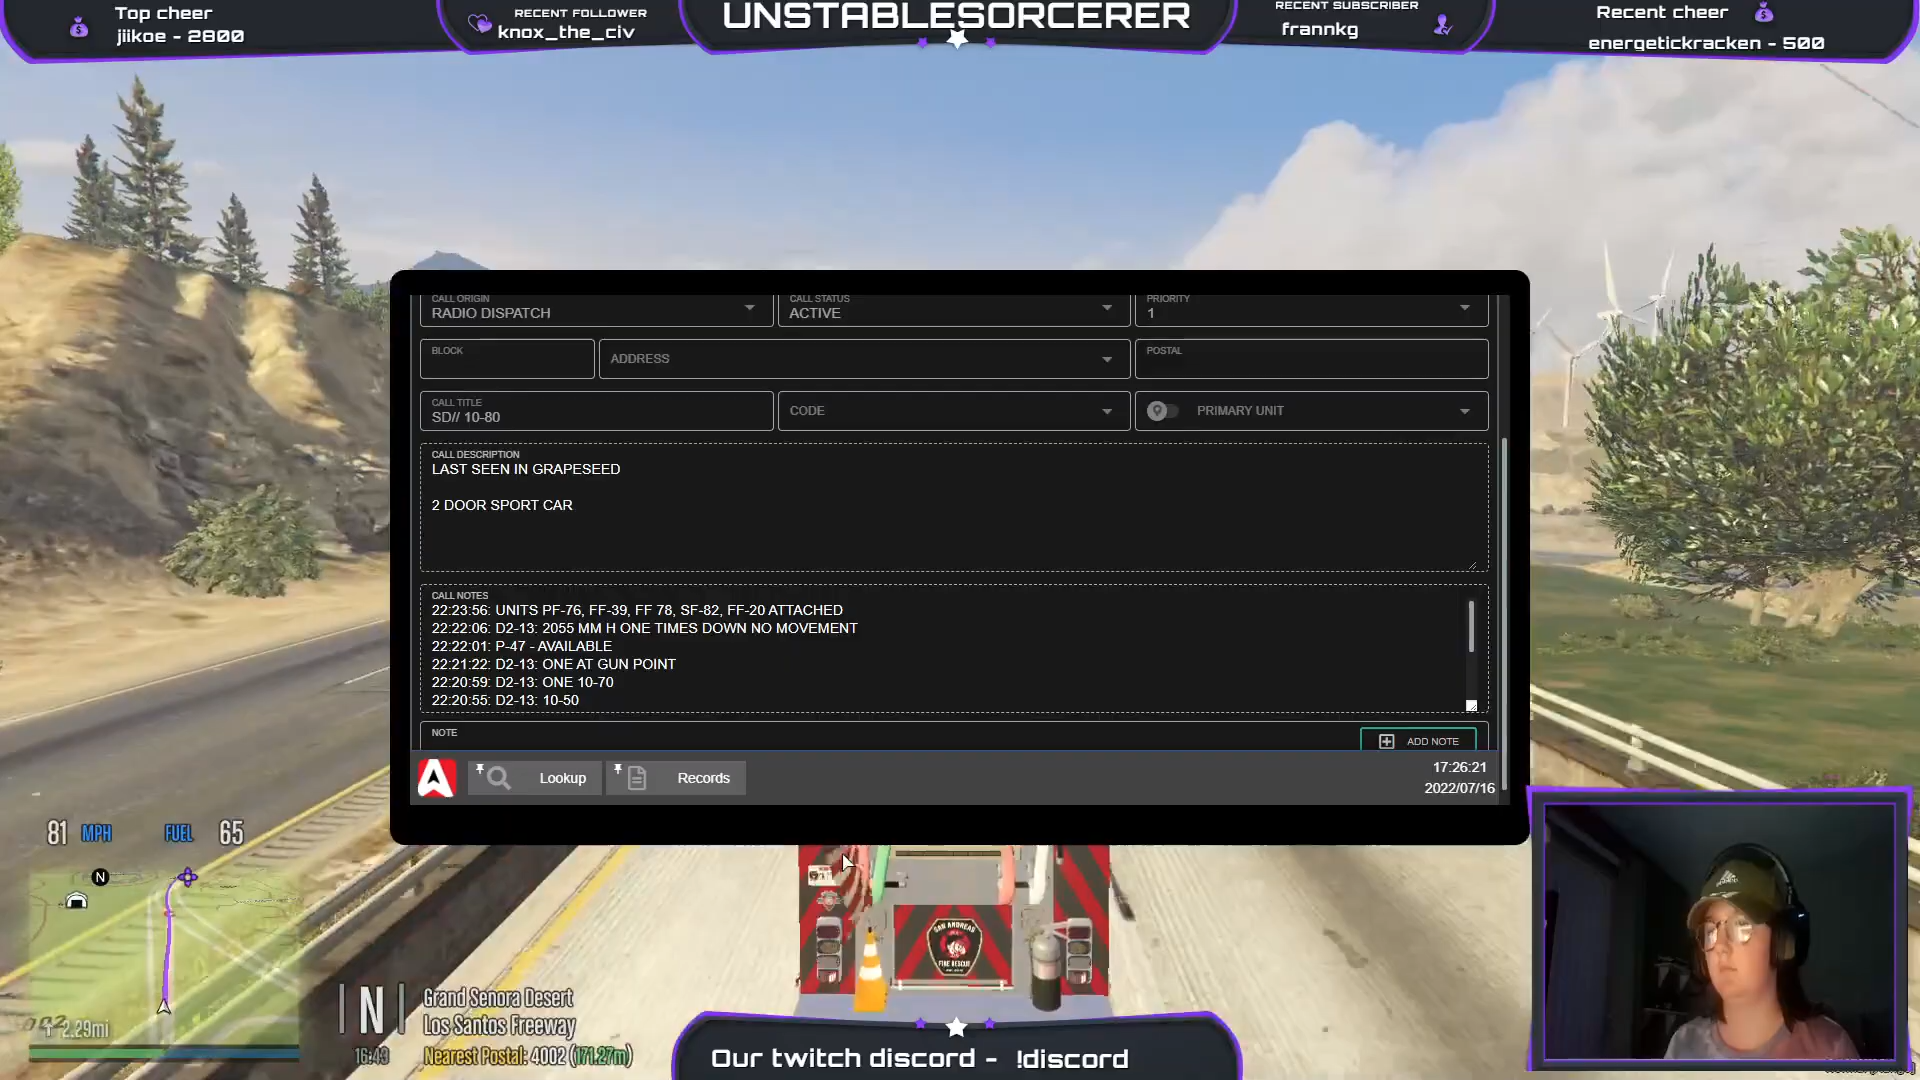 Top cheer
jiikoe - 2800
RECENT FOLLOWER
knox_the_civ
UNSTABLESORCERER
RECENT SUBSCRIBER
frannkg
Recent cheer
energetickracken - 500
CALL ORIGIN
RADIO DISPATCH
CALL STATUS
ACTIVE
PRIORITY
1
BLOCK
ADDRESS
POSTAL
CALL TITLE
SD// 10-80
CODE
PRIMARY UNIT
CALL DESCRIPTION
LAST SEEN IN GRAPESEED
2 DOOR SPORT CAR
CALL NOTES
22:23:56: UNITS PF-76, FF-39, FF 78, SF-82, FF-20 ATTACHED
22:22:06: D2-13: 2055 MM H ONE TIMES DOWN NO MOVEMENT
22:22:01: P-47 - AVAILABLE
22:21:22: D2-13: ONE AT GUN POINT
22:20:59: D2-13: ONE 10-70
22:20:55: D2-13: 10-50
NOTE
ADD NOTE
Lookup
Records
17:26:21
2022/07/16
81 MPH
FUEL 65
N
2.29mi
N
16:43
Grand Senora Desert
Los Santos Freeway
Nearest Postal: 4002 (171.27m)
SAN ANDREAS
FIRE RESCUE
Our twitch discord - !discord